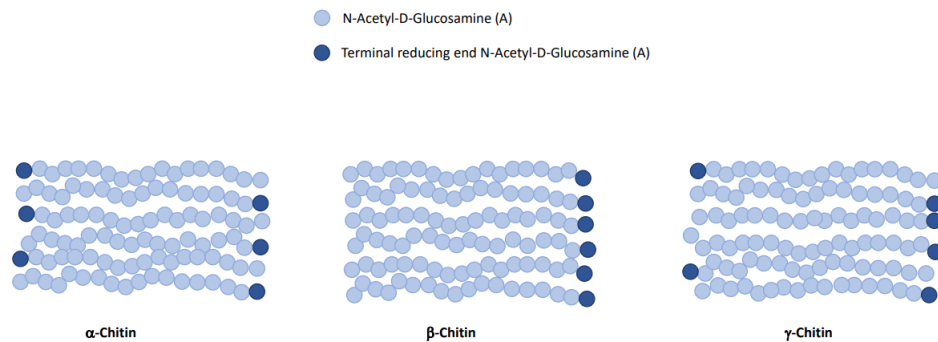 N-Acetyl-D-Glucosamine (A)
Terminal reducing end N-Acetyl-D-Glucosamine (A)
α-Chitin β-Chitin γ-Chitin